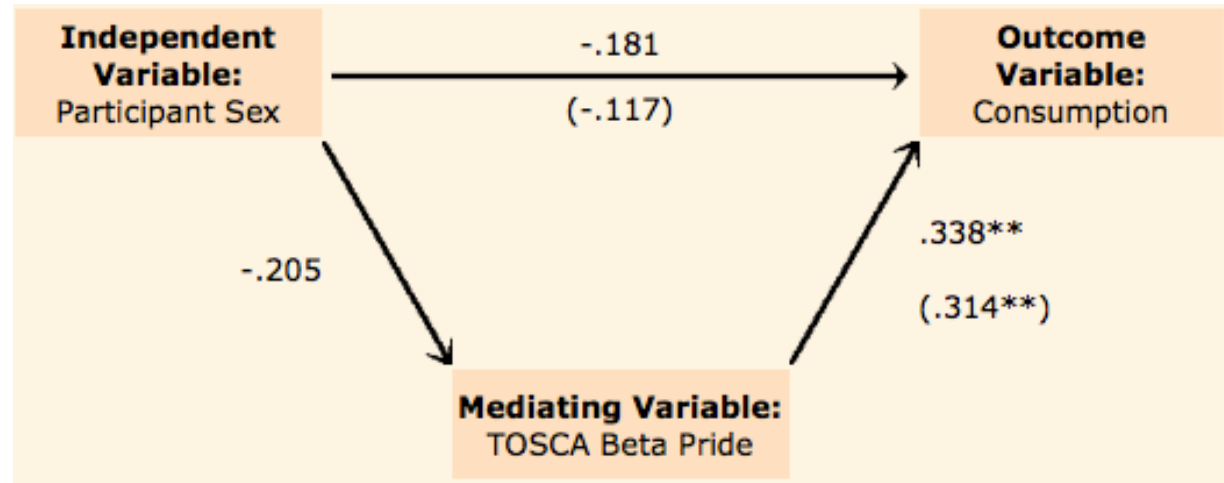 Independent
Variable:
Participant Sex
-.181
(-.117)
Outcome
Variable:
Consumption
-.205
.338**
(.314**)
Mediating Variable:
TOSCA Beta Pride